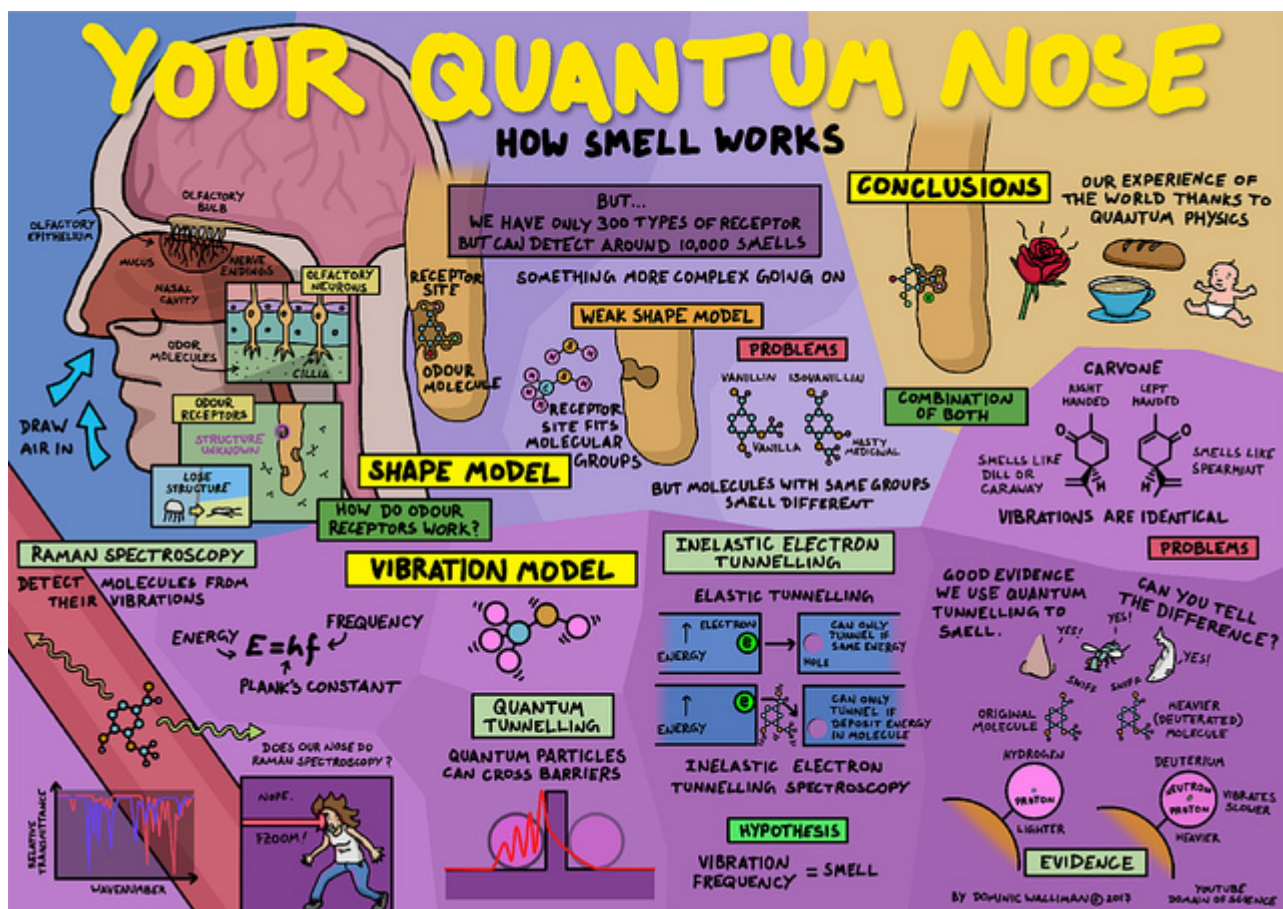 YOUR QUANTUM NOSE
HOW SMELL WORKS
OLFACTORY
BULB
OLFACTORY
EPITHELIUM
MUCUS
NERVE
ENDINGS
NASAL
CAVITY
OLFACTORY
NEURONS
ODOR
MOLECULES
CILLIA
DRAW
AIR IN
ODOUR
RECEPTORS
STRUCTURE
UNKNOWN
LOSE
STRUCTURE
HOW DO ODOUR
RECEPTORS WORK?
SHAPE MODEL
RECEPTOR
SITE
ODOUR
MOLECULE
BUT...
WE HAVE ONLY 300 TYPES OF RECEPTOR
BUT CAN DETECT AROUND 10,000 SMELLS
SOMETHING MORE COMPLEX GOING ON
WEAK SHAPE MODEL
RECEPTOR
SITE FITS
MOLECULAR
GROUPS
PROBLEMS
VANILLIN
ISOVANILLIN
VANILLA
NASTY
MEDICINAL
BUT MOLECULES WITH SAME GROUPS
SMELL DIFFERENT
CONCLUSIONS
OUR EXPERIENCE OF
THE WORLD THANKS TO
QUANTUM PHYSICS
COMBINATION
OF BOTH
CARVONE
RIGHT
HANDED
LEFT
HANDED
SMELLS LIKE
DILL OR
CARAWAY
H
H
SMELLS LIKE
SPEARMINT
VIBRATIONS ARE IDENTICAL
PROBLEMS
RAMAN SPECTROSCOPY
DETECT MOLECULES FROM
THEIR VIBRATIONS
VIBRATION MODEL
ENERGY
E=hf
FREQUENCY
PLANK'S CONSTANT
DOES OUR NOSE DO
RAMAN SPECTROSCOPY?
NOPE.
FZOOM!
RELATIVE
TRANSMITTANCE
WAVENUMBER
QUANTUM
TUNNELLING
QUANTUM PARTICLES
CAN CROSS BARRIERS
INELASTIC ELECTRON
TUNNELLING
ELASTIC TUNNELLING
ELECTRON
e
ENERGY
CAN ONLY
TUNNEL IF
SAME ENERGY
HOLE
e
ENERGY
CAN ONLY
TUNNEL IF
DEPOSIT ENERGY
IN MOLECULE
INELASTIC ELECTRON
TUNNELLING SPECTROSCOPY
HYPOTHESIS
VIBRATION
FREQUENCY = SMELL
GOOD EVIDENCE
WE USE QUANTUM
TUNNELLING TO
SMELL.
CAN YOU TELL
THE DIFFERENCE?
YES!
YES!
YES!
SNIFF
SNIFF
ORIGINAL
MOLECULE
HEAVIER
(DEUTERATED)
MOLECULE
HYDROGEN
PROTON
LIGHTER
DEUTERIUM
NEUTRON
PROTON
VIBRATES
SLOWER
HEAVIER
EVIDENCE
BY DOMINIC WALLIMAN © 2017
YOUTUBE
DOMAIN OF SCIENCE